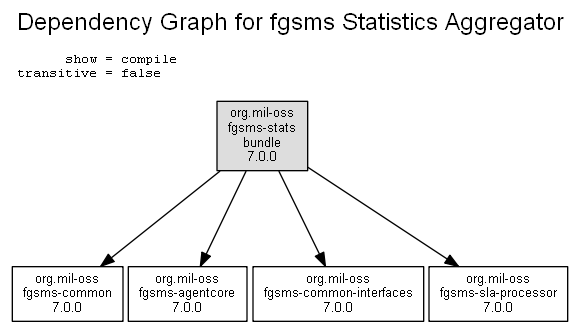 Dependency Graph for fgsms Statistics Aggregator
show = compile
transitive = false
org.mil-oss
fgsms-stats
bundle
7.0.0
org.mil-oss
fgsms-common
7.0.0
org.mil-oss
fgsms-agentcore
7.0.0
org.mil-oss
fgsms-common-interfaces
7.0.0
org.mil-oss
fgsms-sla-processor
7.0.0